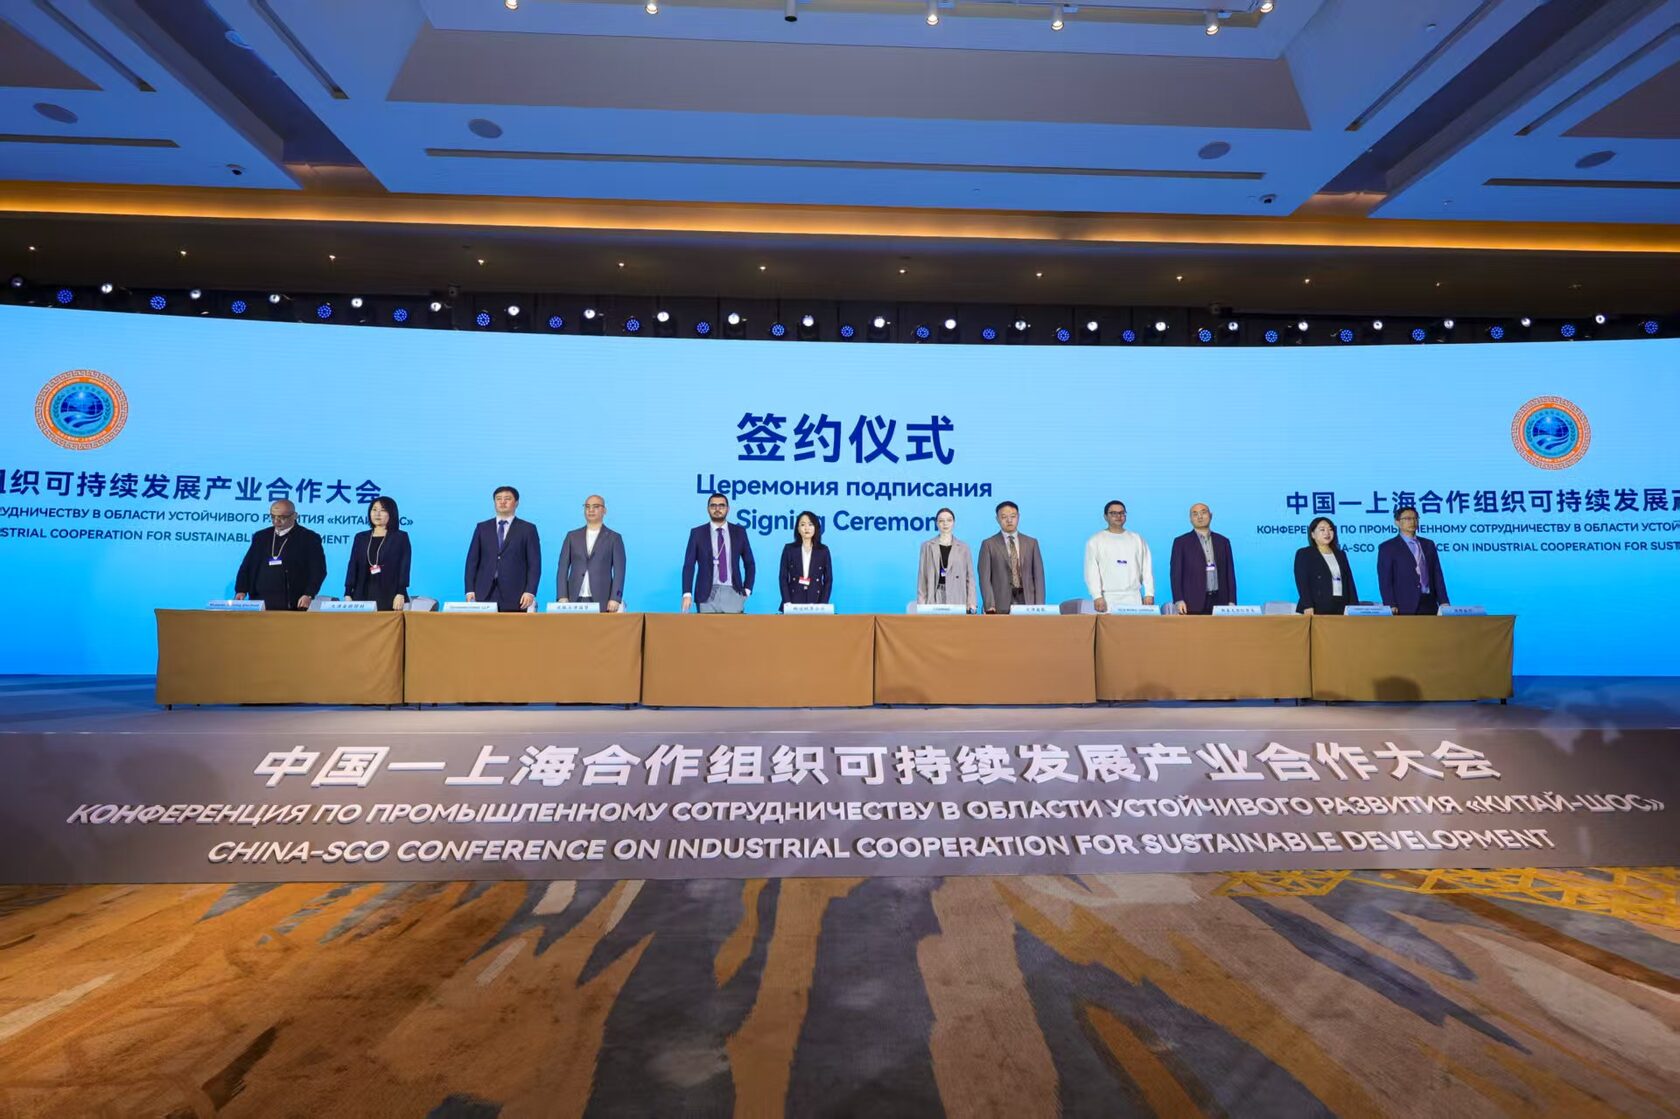 签约仪式
Церемония подписания
Signing Ceremon
组织可持续发展产业合作大会
УДНИЧЕСТВУ В ОБЛАСТИ УСТОЙЧИВОГО РАЗВИТИЯ «КИТАЙ-ШОС»
STRIAL COOPERATION FOR SUSTAINABLE DEVELOPMENT
中国—上海合作组织可持续发展
КОНФЕРЕНЦИЯ ПО ПРОМЫШЛЕННОМУ СОТРУДНИЧЕСТВУ В ОБЛАСТИ УСТОЙ
CHINA-SCO CONFERENCE ON INDUSTRIAL COOPERATION FOR SUST
中国—上海合作组织可持续发展产业合作大会
КОНФЕРЕНЦИЯ ПО ПРОМЫШЛЕННОМУ СОТРУДНИЧЕСТВУ В ОБЛАСТИ УСТОЙЧИВОГО РАЗВИТИЯ «КИТАЙ-ШОС»
CHINA-SCO CONFERENCE ON INDUSTRIAL COOPERATION FOR SUSTAINABLE DEVELOPMENT